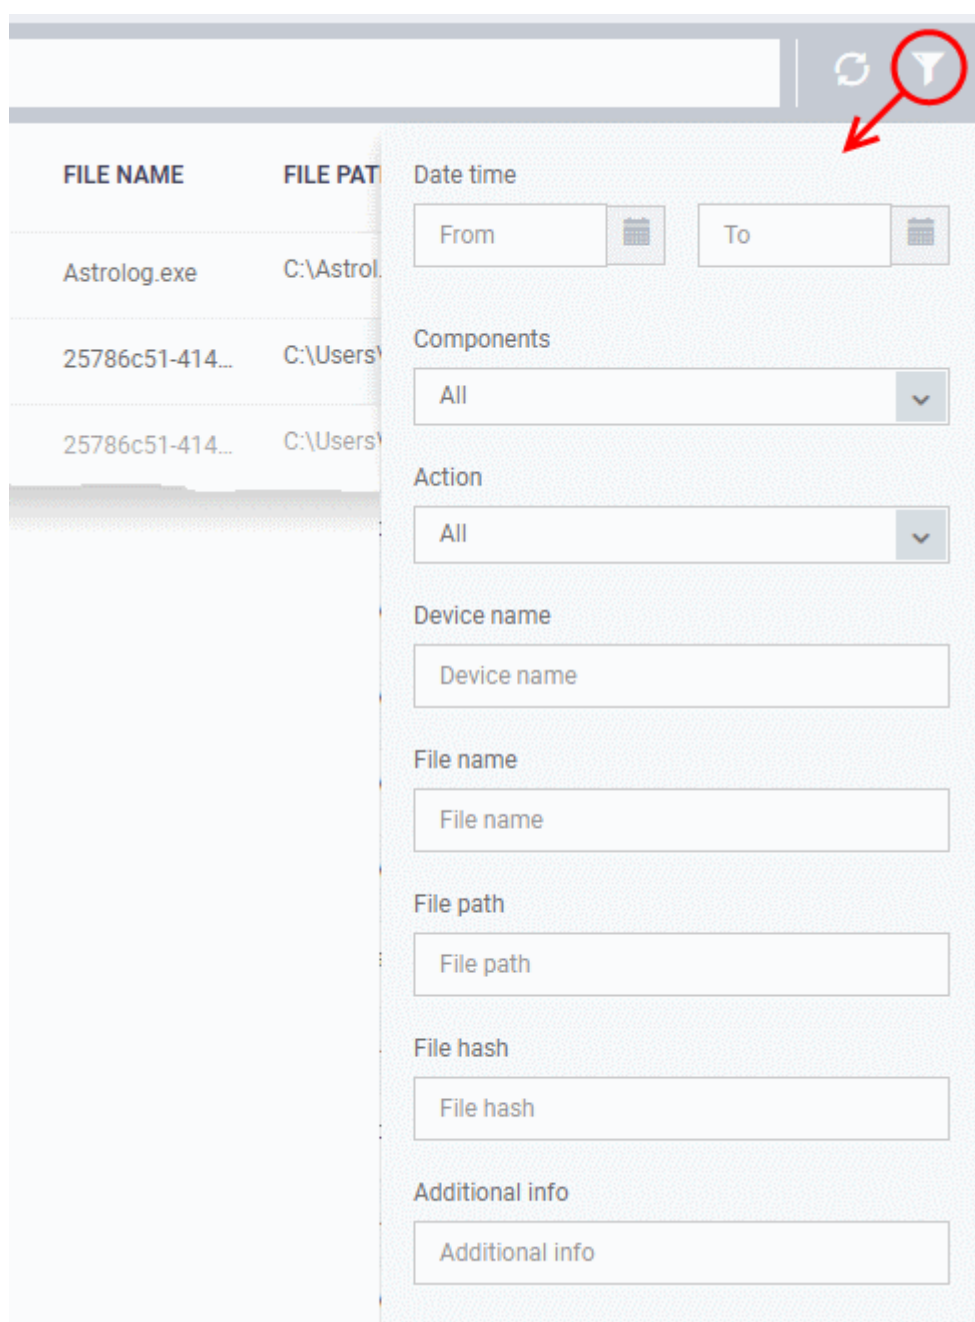 FILE NAME FILE PAT
Date time
From To
Astrolog.exe C:\Astrol.
Components
25786c51-414... C:\Users\
All
25786c51-414... C:\Users\
Action
All
Device name
Device name
File name
File name
File path
File path
File hash
File hash
Additional info
Additional info